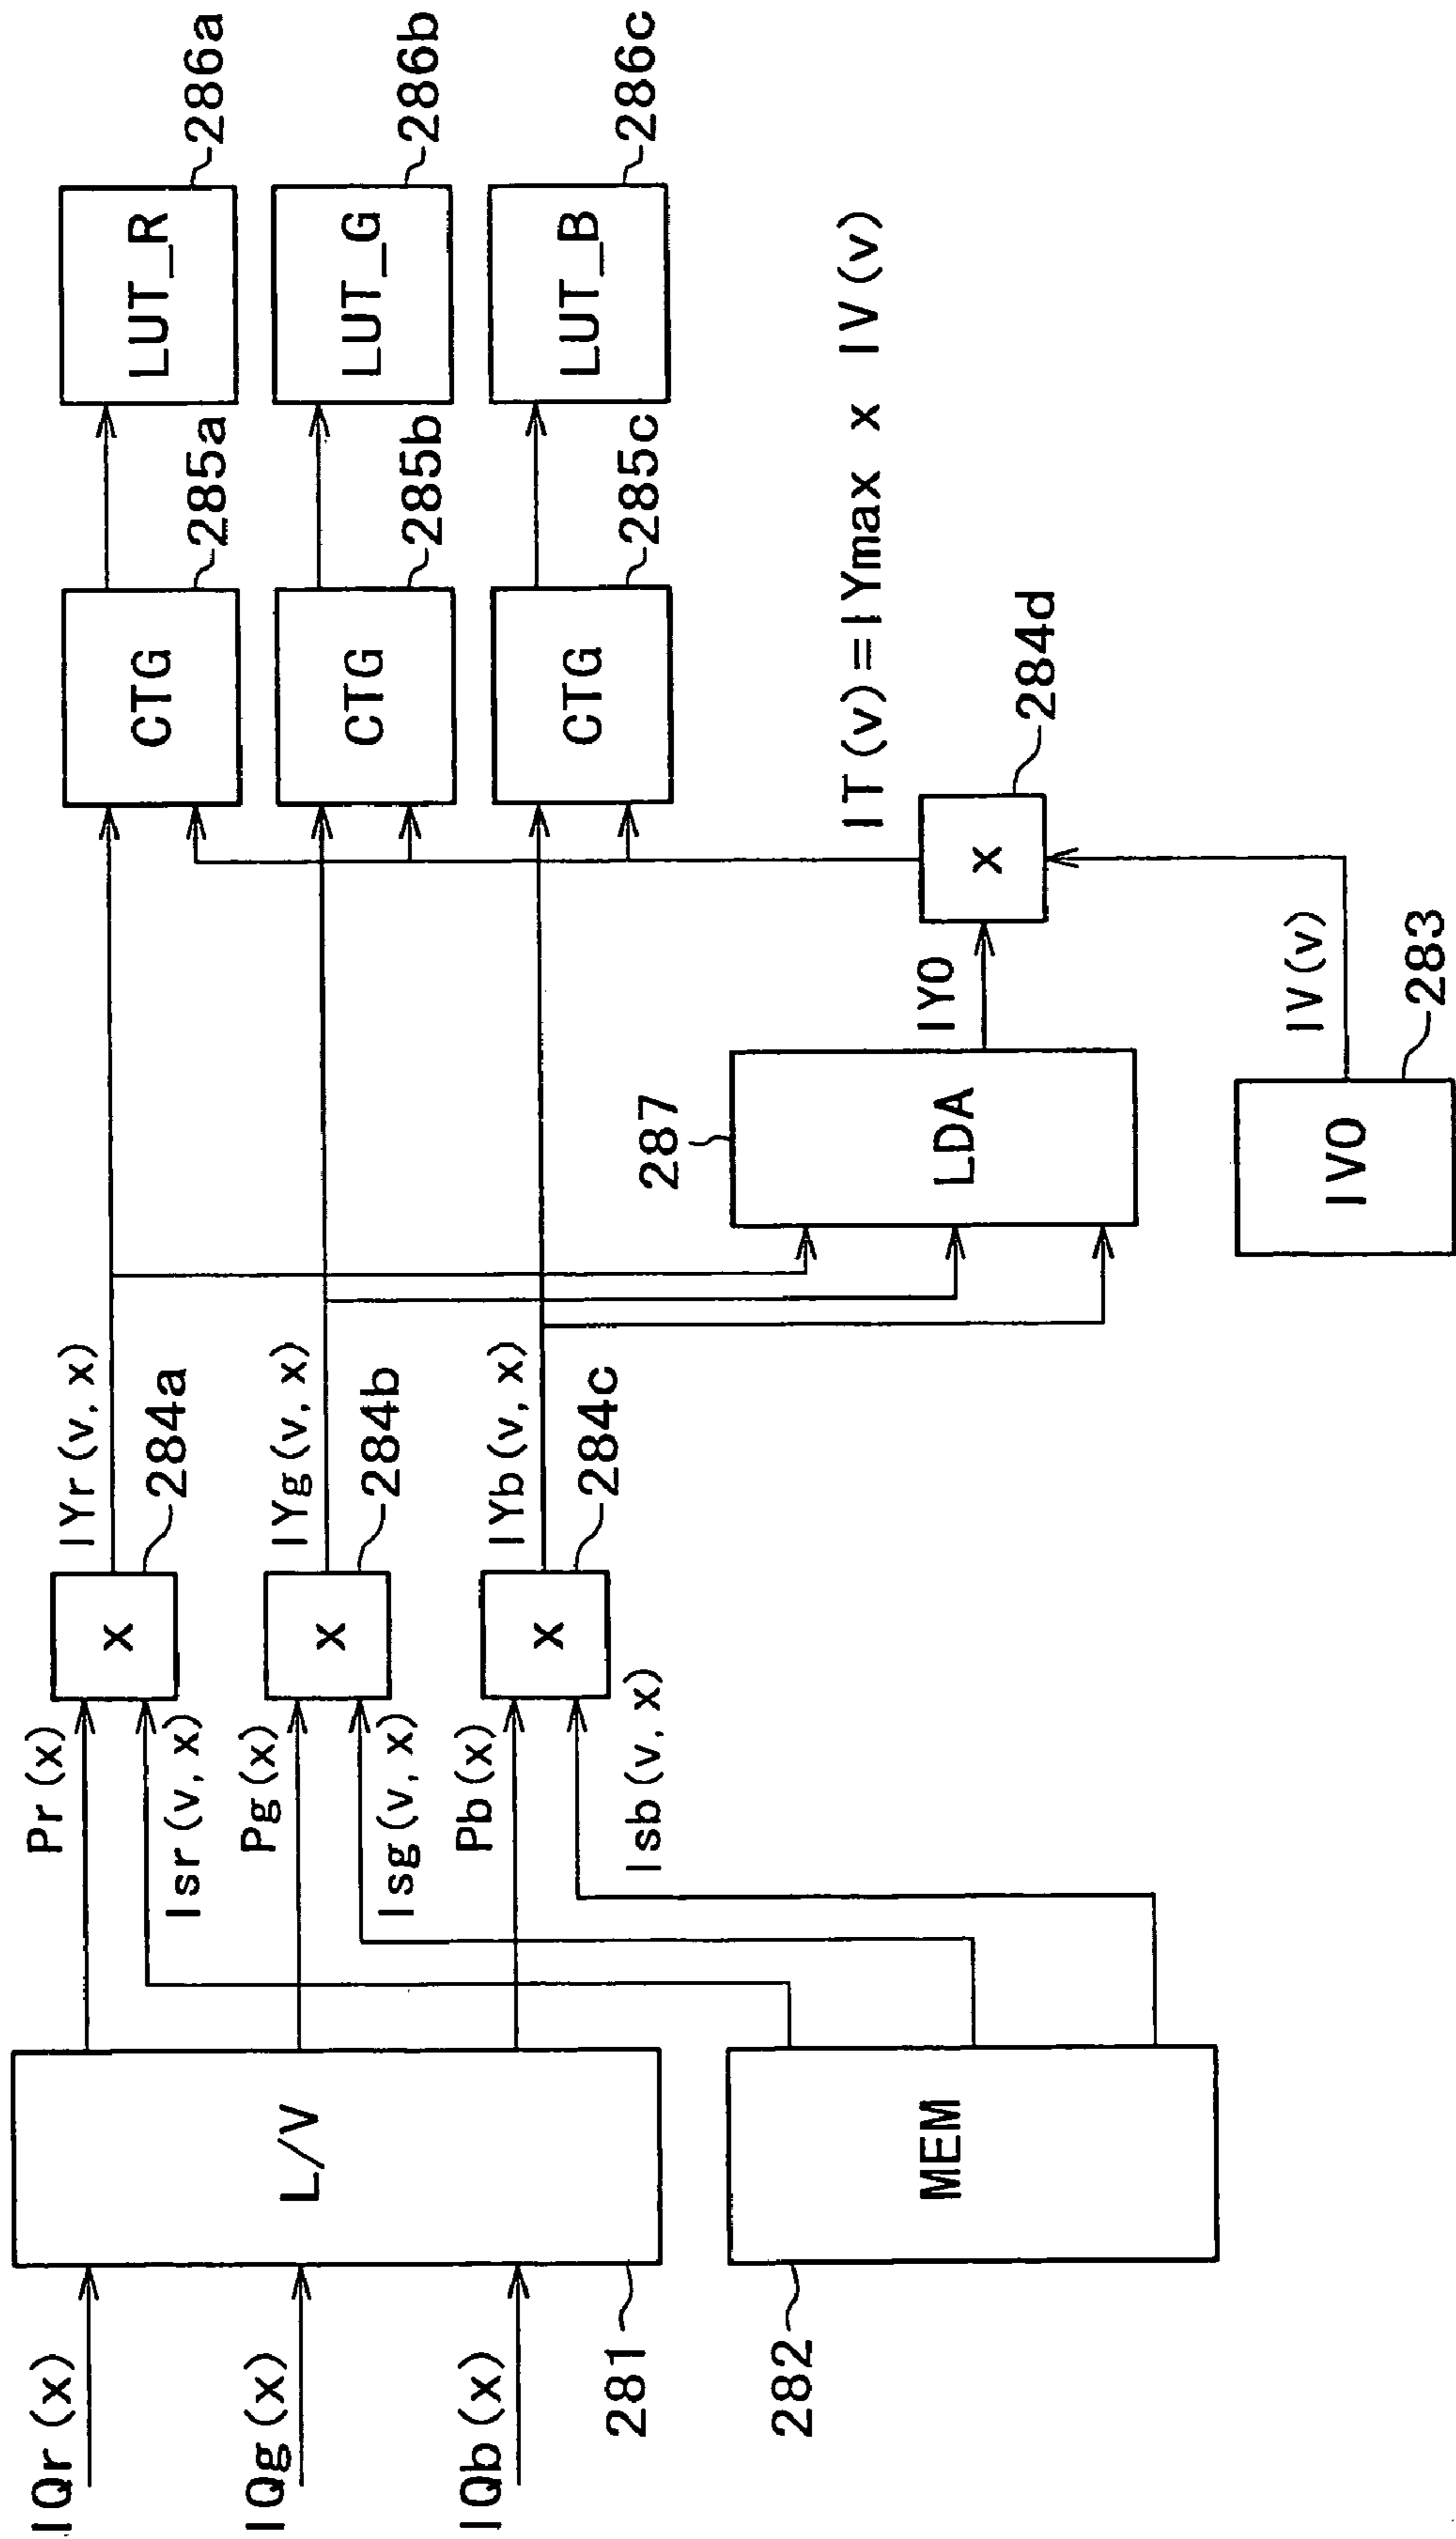 IQr(x)
IQg(x)
IQb(x)
L/V
281
MEM
282
Pr(x)
Isr(v,x)
Pg(x)
Isg(v,x)
Pb(x)
Isb(v,x)
x
284a
x
284b
x
284c
IYr(v,x)
IYg(v,x)
IYb(v,x)
287
LDA
IYO
IVO
283
IV(v)
x
284d
IT(v)=IYmax x IV(v)
CTG
285a
CTG
285b
CTG
285c
LUT_R
286a
LUT_G
286b
LUT_B
286c